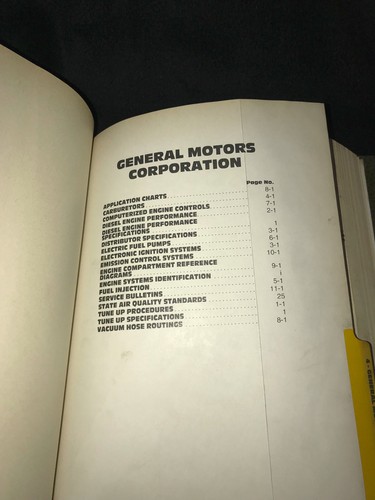 GENERAL MOTORS
CORPORATION
Page No.
APPLICATION CHARTS 8-1
CARBURETORS 4-1
COMPUTERIZED ENGINE CONTROLS 7-1
DIESEL ENGINE PERFORMANCE 2-1
DIESEL ENGINE PERFORMANCE
SPECIFICATIONS 1
DISTRIBUTOR SPECIFICATIONS 3-1
ELECTRIC FUEL PUMPS 6-1
ELECTRONIC IGNITION SYSTEMS 3-1
EMISSION CONTROL SYSTEMS 10-1
ENGINE COMPARTMENT REFERENCE
DIAGRAMS 9-1
ENGINE SYSTEMS IDENTIFICATION i
FUEL INJECTION 5-1
SERVICE BULLETINS 11-1
STATE AIR QUALITY STANDARDS 25
TUNE UP PROCEDURES 1-1
TUNE UP SPECIFICATIONS 1
VACUUM HOSE ROUTINGS 8-1
4 - GENERAL